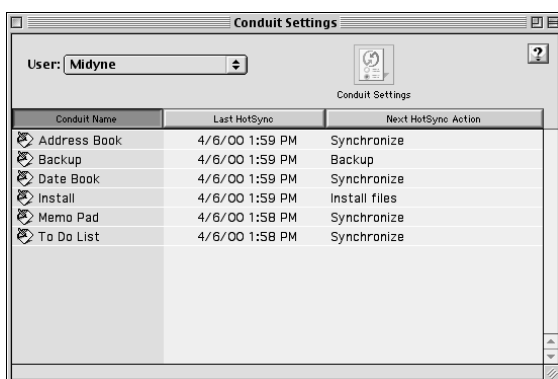 Conduit Settings
User: Midyne
?
Conduit Settings
Conduit Name Last HotSync Next HotSync Action
Address Book 4/6/00 1:59 PM Synchronize
Backup 4/6/00 1:59 PM Backup
Date Book 4/6/00 1:59 PM Synchronize
Install 4/6/00 1:59 PM Install files
Memo Pad 4/6/00 1:58 PM Synchronize
To Do List 4/6/00 1:58 PM Synchronize